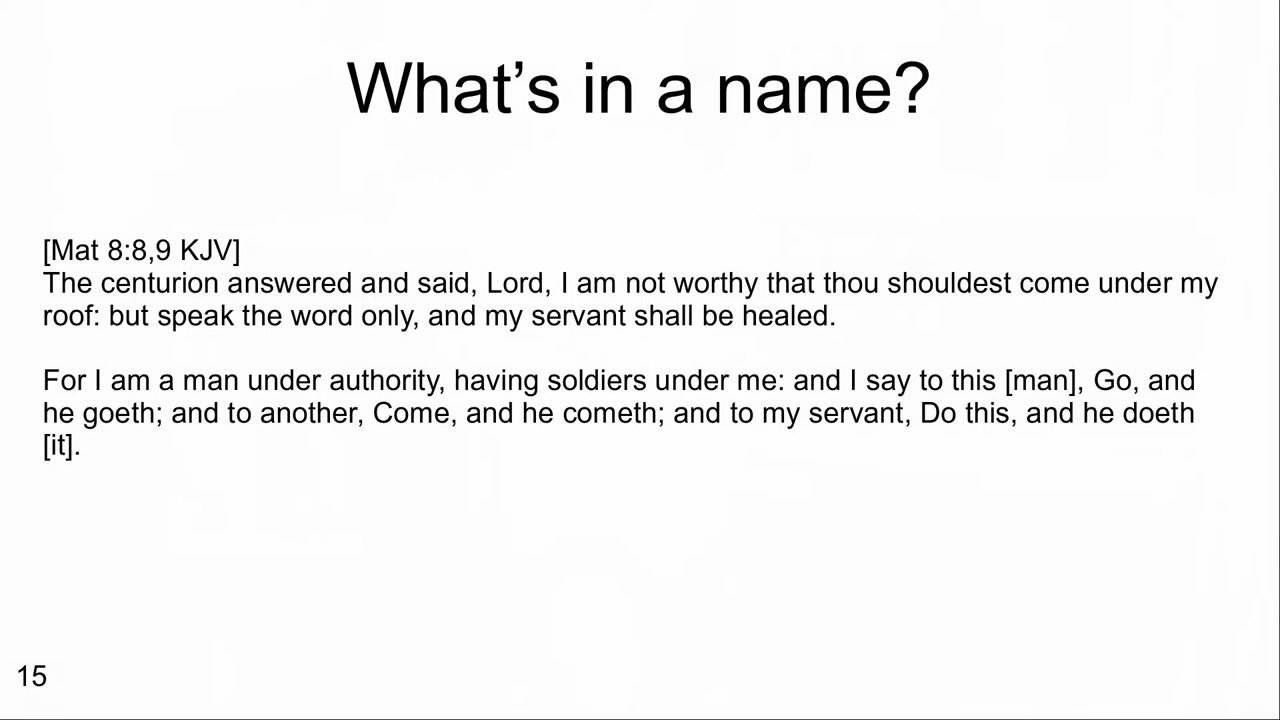 What’s in a name?
[Mat 8:8,9 KJV]
The centurion answered and said, Lord, I am not worthy that thou shouldest come under my
roof: but speak the word only, and my servant shall be healed.
For I am a man under authority, having soldiers under me: and I say to this [man], Go, and
he goeth; and to another, Come, and he cometh; and to my servant, Do this, and he doeth
[it].
15